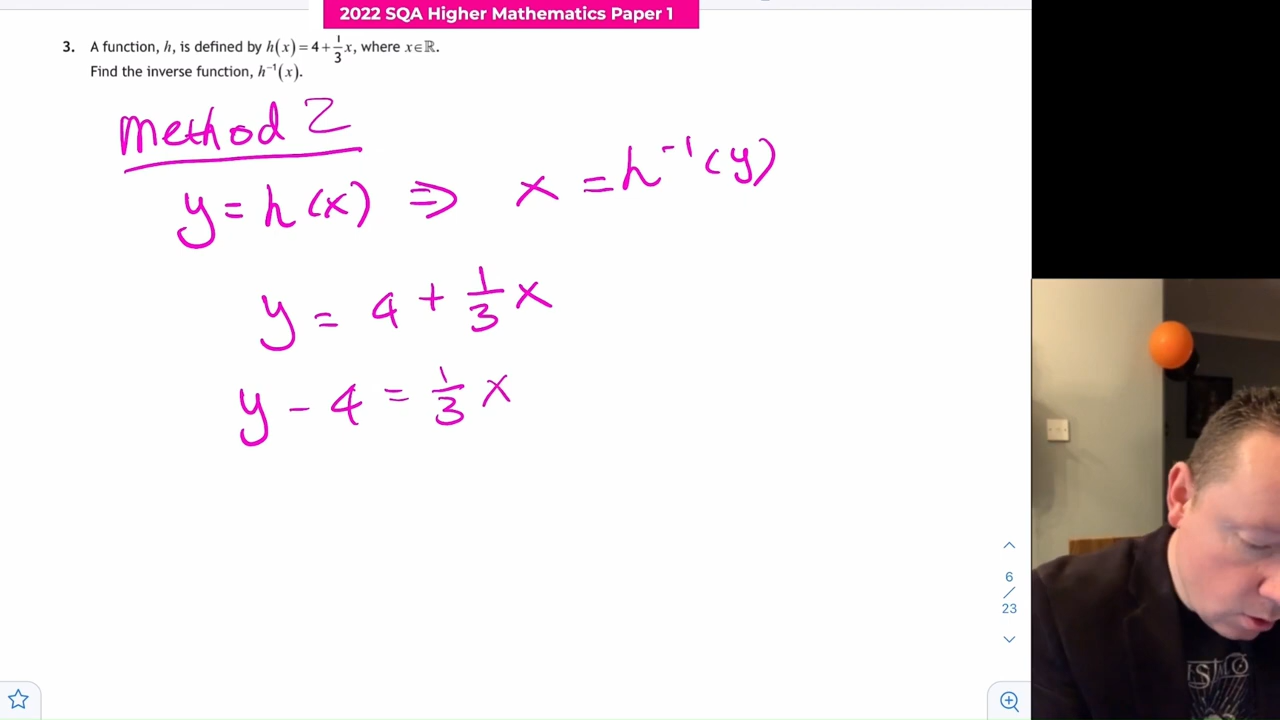 2022 SQA Higher Mathematics Paper 1
3. A function, h, is defined by h(x) = 4 + 1/3 x, where x∈ℝ.
Find the inverse function, h⁻¹(x).
Method 2
y = h(x) ⇒ x = h⁻¹(y)
y = 4 + 1/3 x
y - 4 = 1/3 x
6
/
23